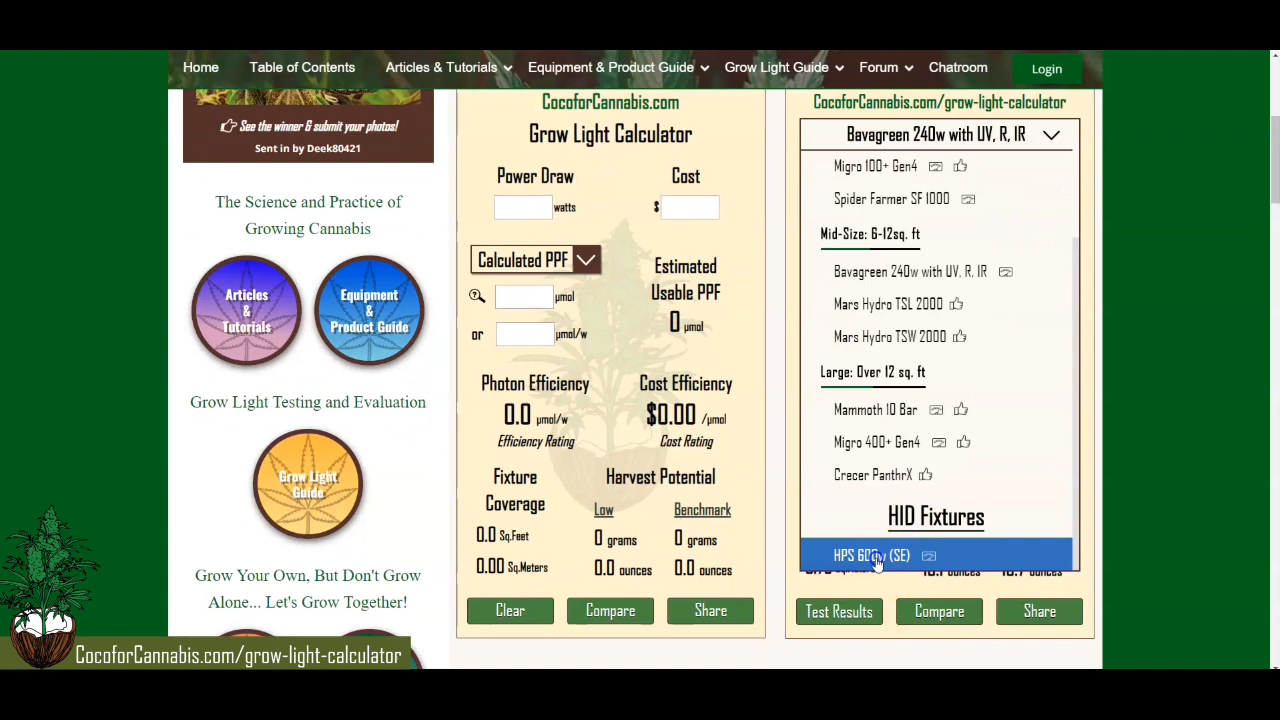 Home
Table of Contents
Articles & Tutorials
Equipment & Product Guide
Grow Light Guide
Forum
Chatroom
Login
See the winner & submit your photos!
Sent in by Deek80421
The Science and Practice of
Growing Cannabis
Articles
&
Tutorials
Equipment
&
Product Guide
Grow Light Testing and Evaluation
Grow Light
Guide
Grow Your Own, But Don't Grow
Alone... Let's Grow Together!
CocoforCannabis.com/grow-light-calculator
CocoforCannabis.com
Grow Light Calculator
Power Draw
watts
Cost
$
Calculated PPF
μmol
or
μmol/w
Estimated
Usable PPF
0 μmol
Photon Efficiency
0.0 μmol/w
Efficiency Rating
Cost Efficiency
$0.00 /μmol
Cost Rating
Fixture
Coverage
0.0 Sq.Feet
0.00 Sq.Meters
Harvest Potential
Low
Benchmark
0 grams
0 grams
0.0 ounces
0.0 ounces
Clear
Compare
Share
CocoforCannabis.com/grow-light-calculator
Bavagreen 240w with UV, R, IR
Migro 100+ Gen4
Spider Farmer SF 1000
Mid-Size: 6-12sq. ft
Bavagreen 240w with UV, R, IR
Mars Hydro TSL 2000
Mars Hydro TSW 2000
Large: Over 12 sq. ft
Mammoth 10 Bar
Migro 400+ Gen4
Crecer PanthrX
HID Fixtures
HPS 600w (SE)
Test Results
Compare
Share